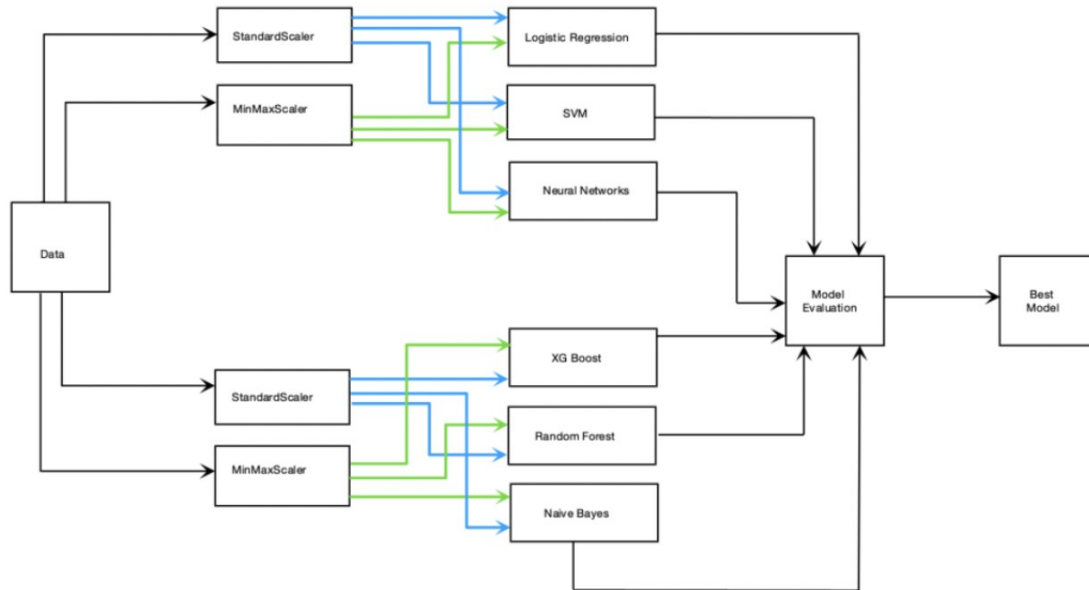 StandardScaler
MinMaxScaler
Logistic Regression
SVM
Neural Networks
Data
Model
Evaluation
Best
Model
StandardScaler
MinMaxScaler
XG Boost
Random Forest
Naive Bayes